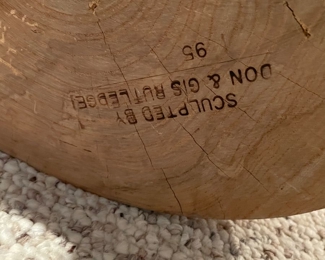 SCULPTED BY
DON & GIS RUTLEDGE!
95